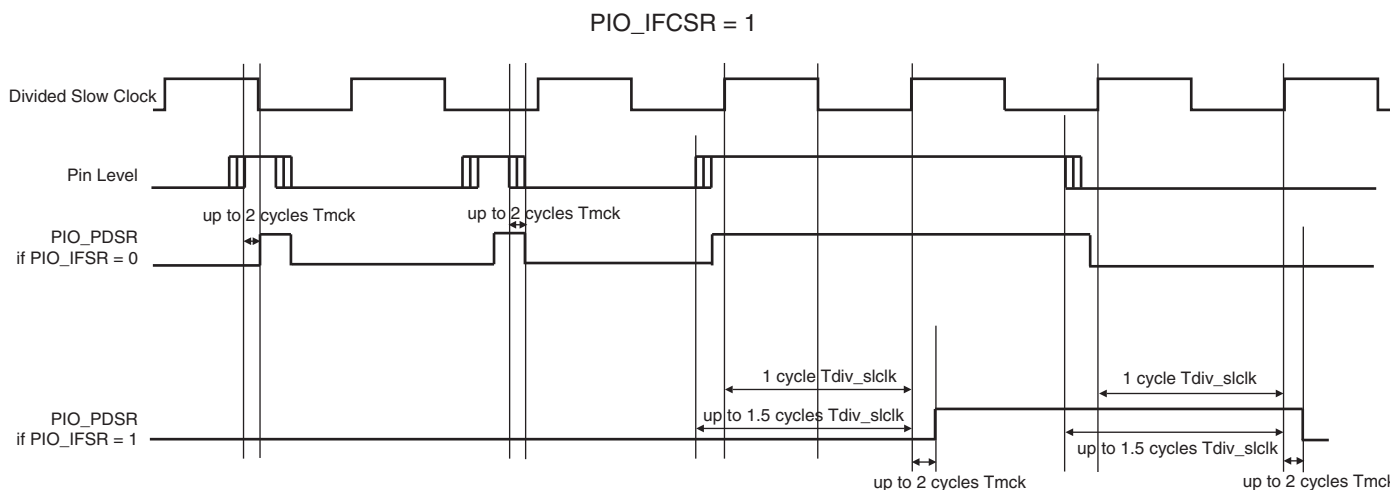 PIO_IFCSR = 1
Divided Slow Clock
Pin Level
up to 2 cycles Tmck
up to 2 cycles Tmck
PIO_PDSR
if PIO_IFSR = 0
1 cycle Tdiv_slclk
1 cycle Tdiv_slclk
PIO_PDSR
if PIO_IFSR = 1
up to 1.5 cycles Tdiv_slclk
up to 1.5 cycles Tdiv_slclk
up to 2 cycles Tmck
up to 2 cycles Tmck